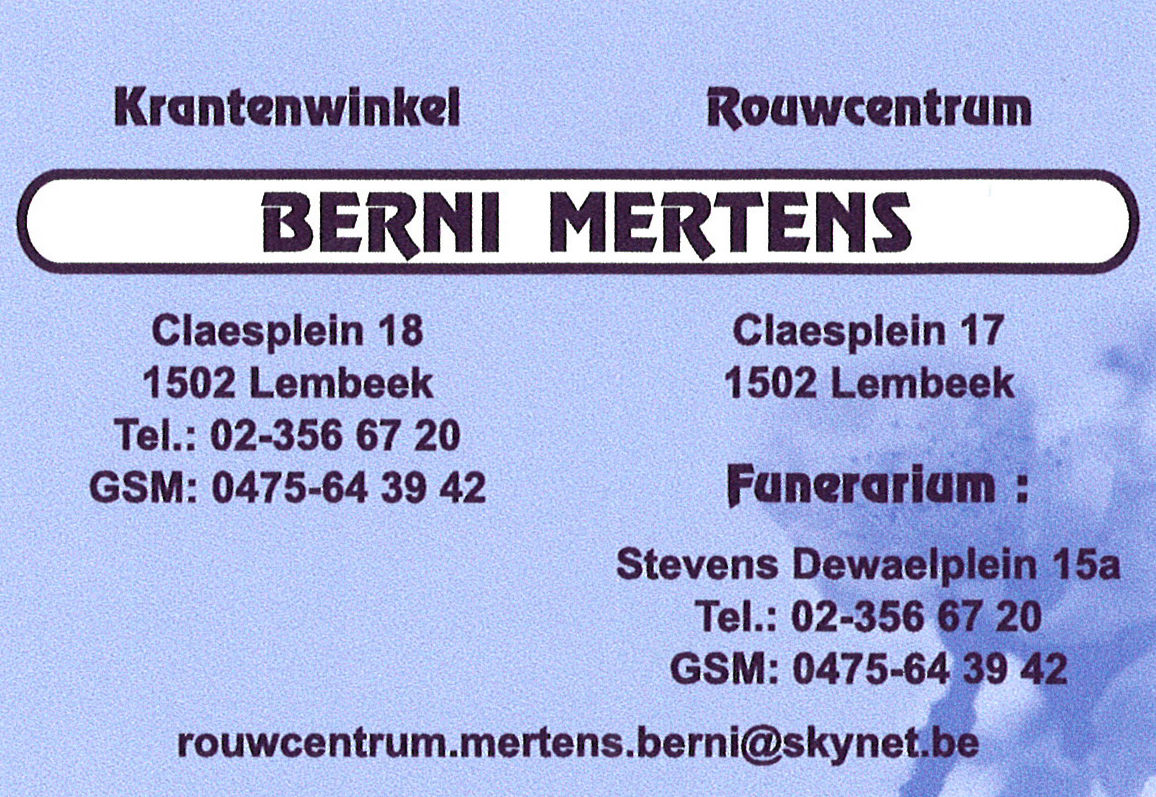 Krantenwinkel
Rouwcentrum
BERNI MERTENS
Claesplein 18
1502 Lembeek
Tel.: 02-356 67 20
GSM: 0475-64 39 42
Claesplein 17
1502 Lembeek
Funerarium :
Stevens Dewaelplein 15a
Tel.: 02-356 67 20
GSM: 0475-64 39 42
rouwcentrum.mertens.berni@skynet.be